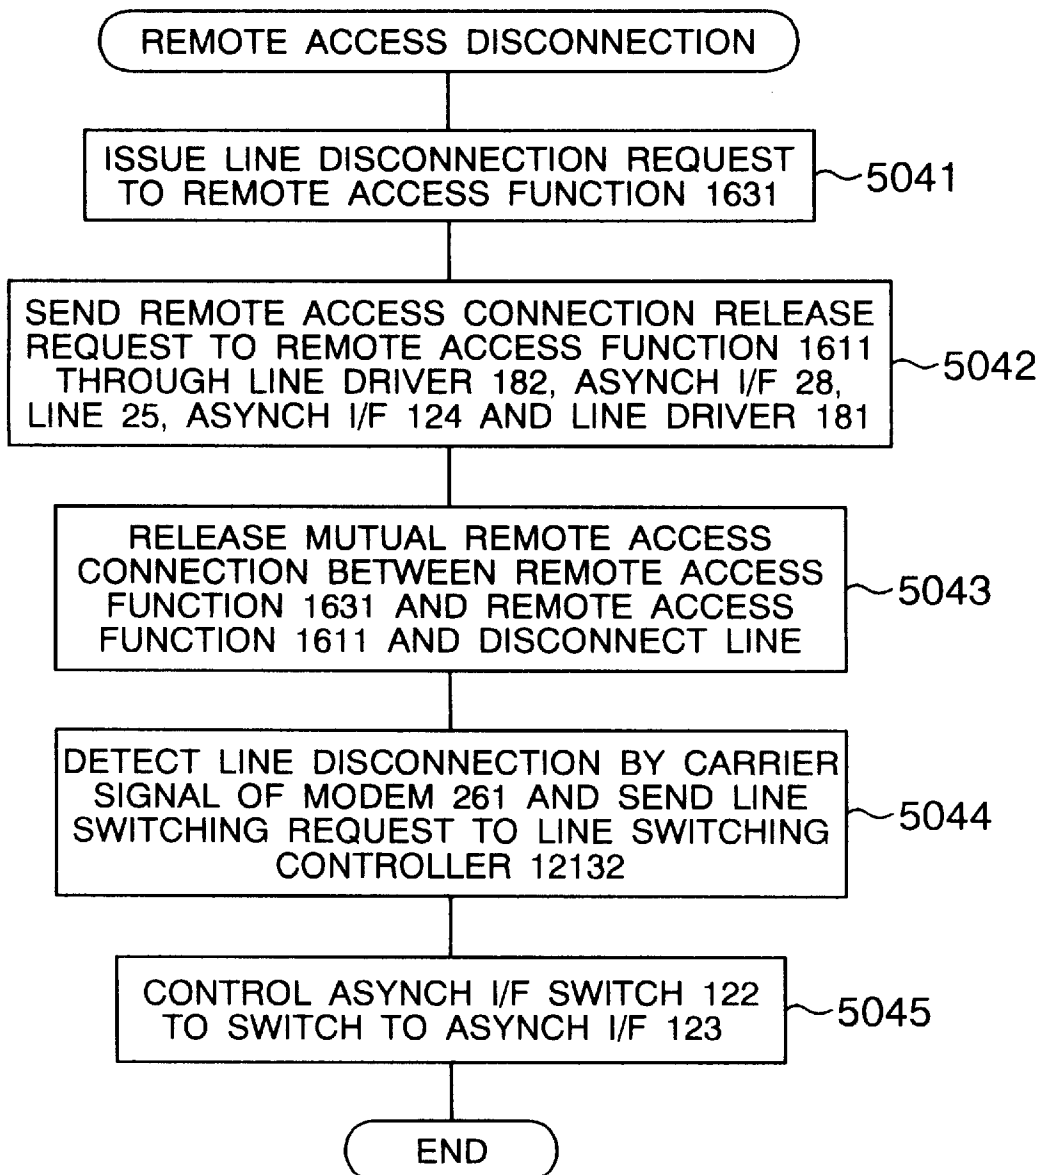 REMOTE ACCESS DISCONNECTION
ISSUE LINE DISCONNECTION REQUEST
TO REMOTE ACCESS FUNCTION 1631
5041
SEND REMOTE ACCESS CONNECTION RELEASE
REQUEST TO REMOTE ACCESS FUNCTION 1611
THROUGH LINE DRIVER 182, ASYNCH I/F 28,
LINE 25, ASYNCH I/F 124 AND LINE DRIVER 181
5042
RELEASE MUTUAL REMOTE ACCESS
CONNECTION BETWEEN REMOTE ACCESS
FUNCTION 1631 AND REMOTE ACCESS
FUNCTION 1611 AND DISCONNECT LINE
5043
DETECT LINE DISCONNECTION BY CARRIER
SIGNAL OF MODEM 261 AND SEND LINE
SWITCHING REQUEST TO LINE SWITCHING
CONTROLLER 12132
5044
CONTROL ASYNCH I/F SWITCH 122
TO SWITCH TO ASYNCH I/F 123
5045
END